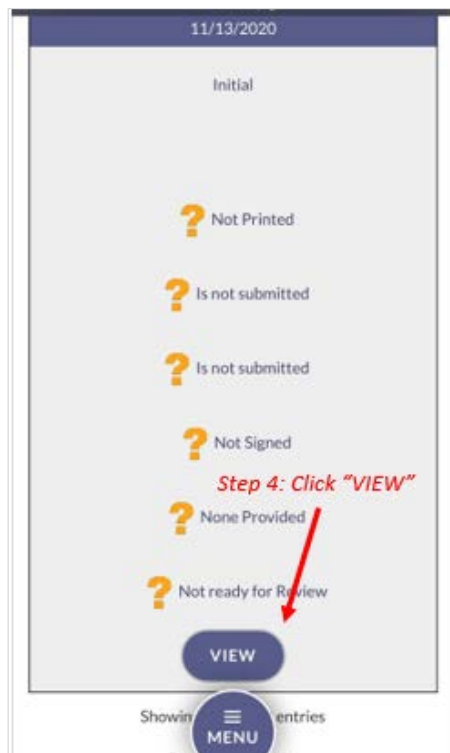 11/13/2020
Initial
? Not Printed
? Is not submitted
? Is not submitted
? Not Signed
Step 4: Click “VIEW”
? None Provided
? Not ready for Review
VIEW
entries
MENU